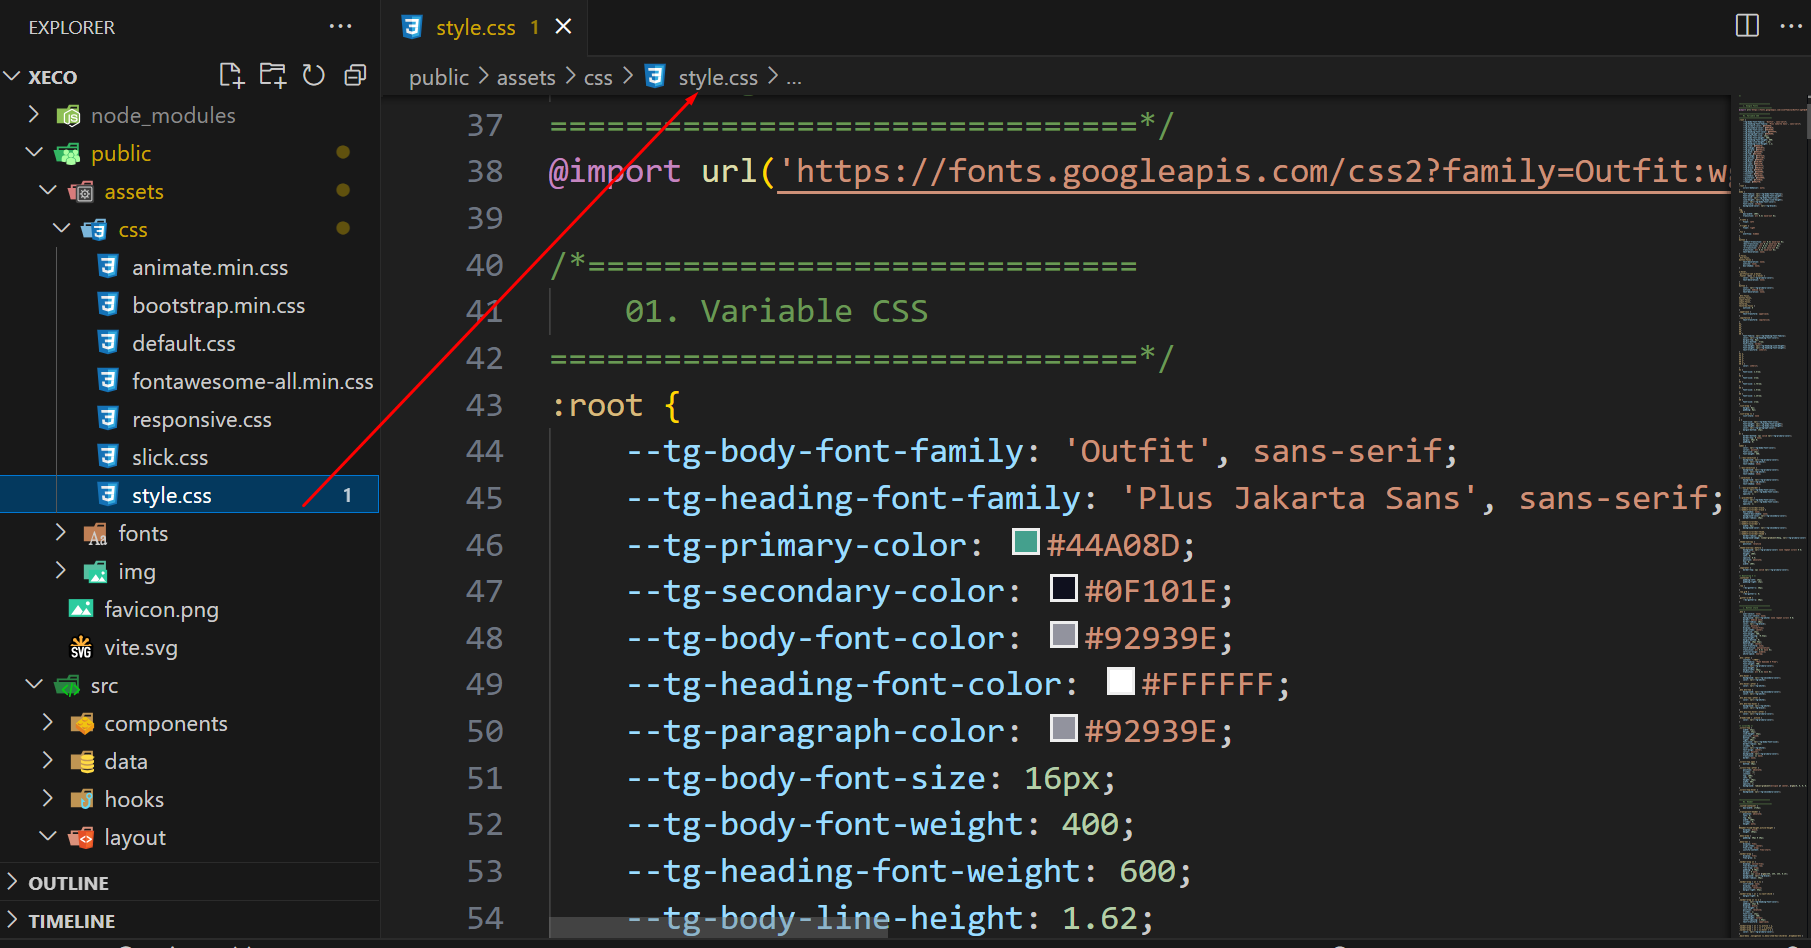 EXPLORER
XECO
node_modules
public
assets
css
animate.min.css
bootstrap.min.css
default.css
fontawesome-all.min.css
responsive.css
slick.css
style.css 1
fonts
img
favicon.png
vite.svg
src
components
data
hooks
layout
OUTLINE
TIMELINE
style.css 1
public > assets > css > style.css > ...
37 ===============================*/
38 @import url('https://fonts.googleapis.com/css2?family=Outfit:w
39
40 /*=============================
41 01. Variable CSS
42 ===============================*/
43 :root {
44 --tg-body-font-family: 'Outfit', sans-serif;
45 --tg-heading-font-family: 'Plus Jakarta Sans', sans-serif;
46 --tg-primary-color: #44A08D;
47 --tg-secondary-color: #0F101E;
48 --tg-body-font-color: #92939E;
49 --tg-heading-font-color: #FFFFFF;
50 --tg-paragraph-color: #92939E;
51 --tg-body-font-size: 16px;
52 --tg-body-font-weight: 400;
53 --tg-heading-font-weight: 600;
54 --tg-body-line-height: 1.62;